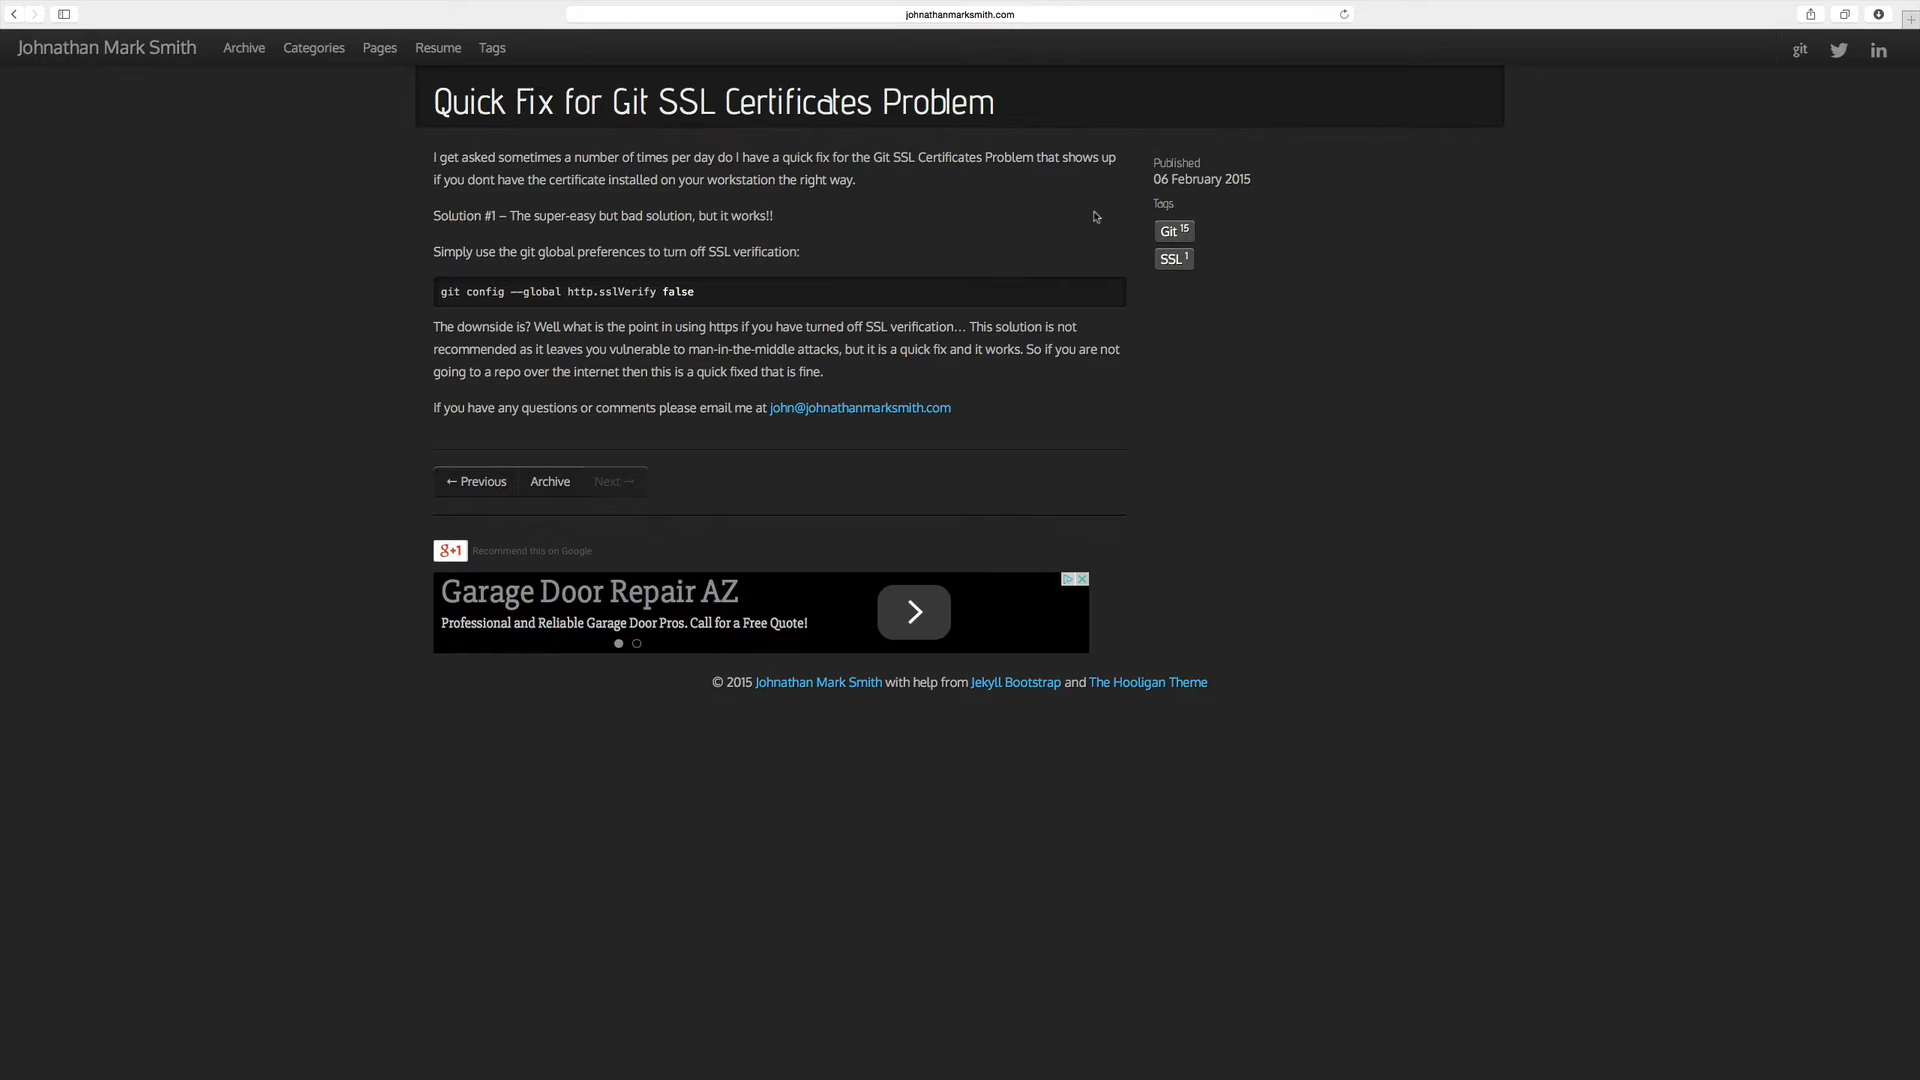 johnathanmarksmith.com
Johnathan Mark Smith Archive Categories Pages Resume Tags git
Quick Fix for Git SSL Certificates Problem
I get asked sometimes a number of times per day do I have a quick fix for the Git SSL Certificates Problem that shows up
if you dont have the certificate installed on your workstation the right way.
Solution #1 – The super-easy but bad solution, but it works!!
Simply use the git global preferences to turn off SSL verification:
git config --global http.sslVerify false
The downside is? Well what is the point in using https if you have turned off SSL verification… This solution is not
recommended as it leaves you vulnerable to man-in-the-middle attacks, but it is a quick fix and it works. So if you are not
going to a repo over the internet then this is a quick fixed that is fine.
If you have any questions or comments please email me at john@johnathanmarksmith.com
Published
06 February 2015
Tags
Git 15
SSL 1
← Previous Archive Next →
g+1 Recommend this on Google
Garage Door Repair AZ
Professional and Reliable Garage Door Pros. Call for a Free Quote!
© 2015 Johnathan Mark Smith with help from Jekyll Bootstrap and The Hooligan Theme